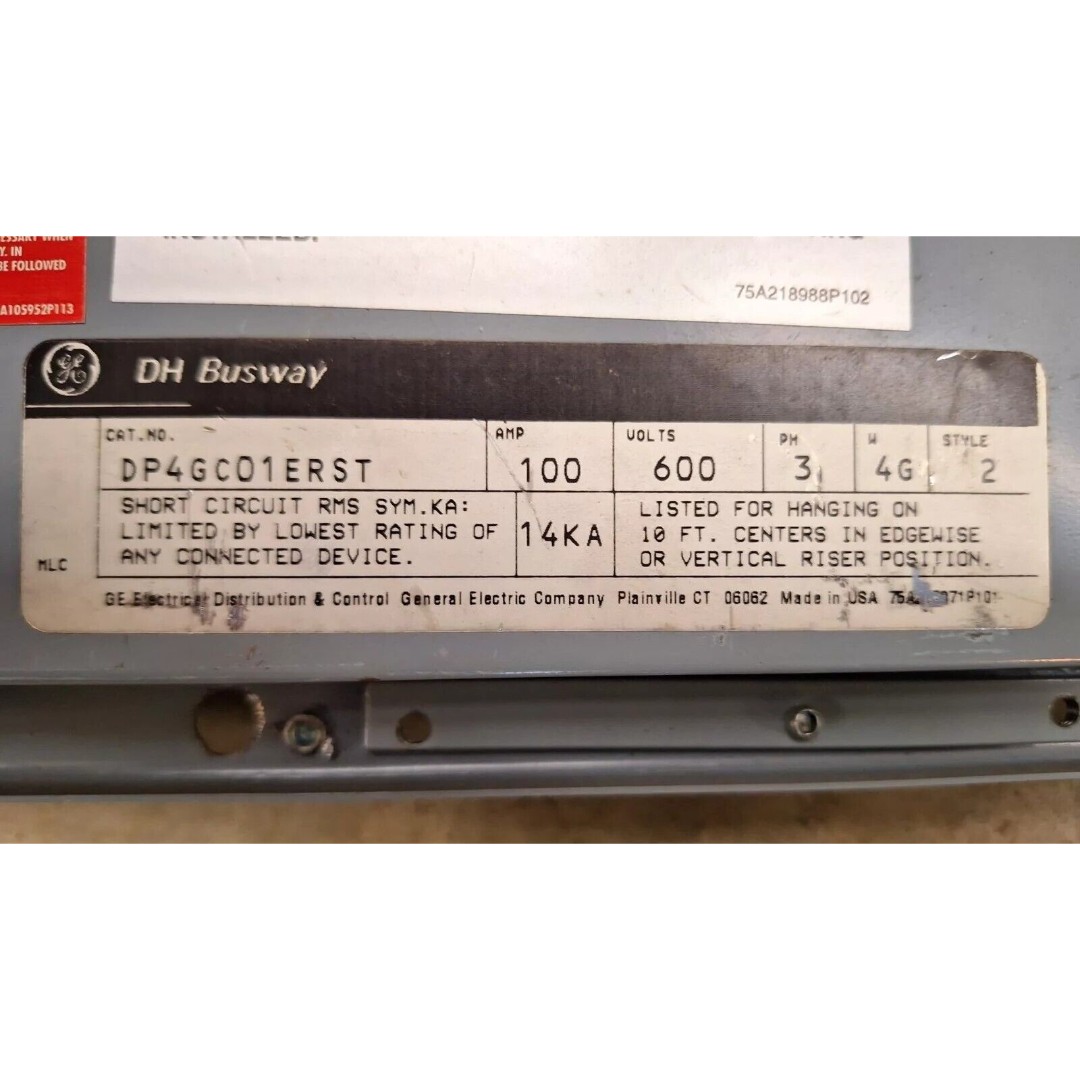 Y. IN
BE FOLLOWED
A105952P113
75A218988P102
GE DH Busway
CAT.NO. AMP VOLTS PH W STYLE
DP4GC01ERST 100 600 3 4G 2
SHORT CIRCUIT RMS SYM.KA:
LIMITED BY LOWEST RATING OF
ANY CONNECTED DEVICE.
14KA
LISTED FOR HANGING ON
10 FT. CENTERS IN EDGEWISE
OR VERTICAL RISER POSITION.
MLC
GE Electrical Distribution & Control General Electric Company Plainville CT 06062 Made in USA